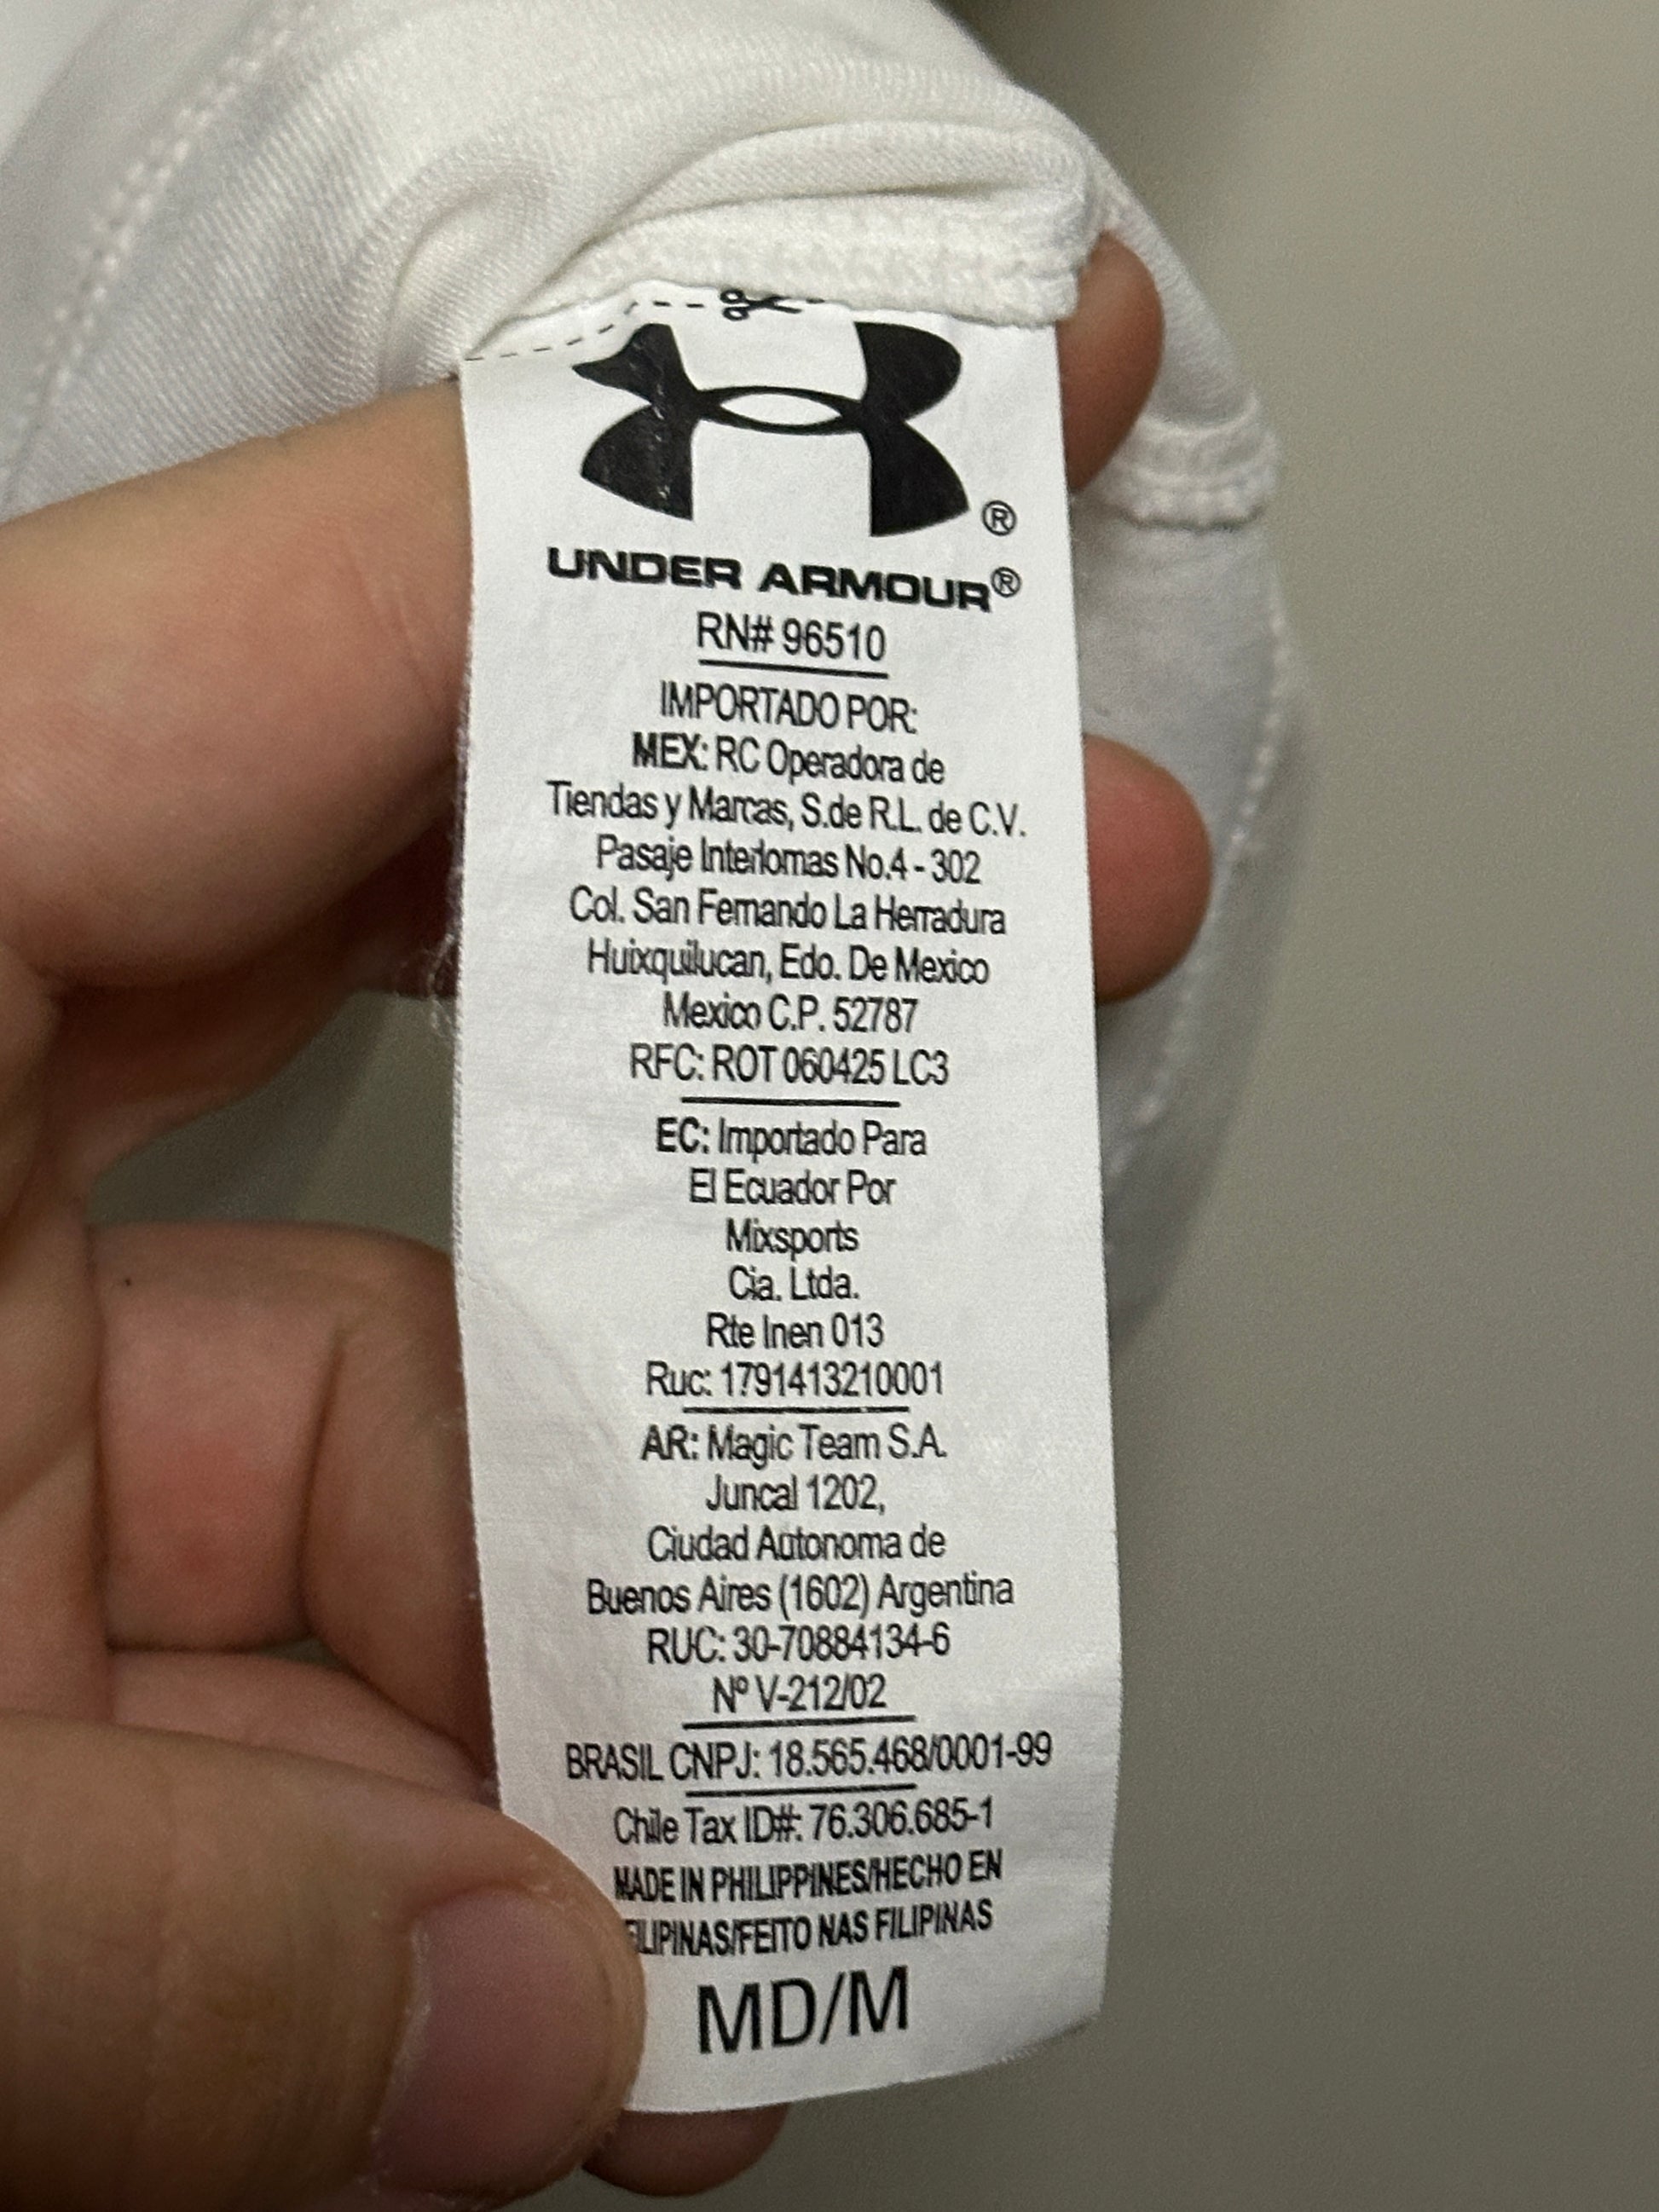 UNDER ARMOUR®
RN# 96510
IMPORTADO POR:
MEX: RC Operadora de
Tiendas y Marcas, S.de R.L. de C.V.
Pasaje Interlomas No.4 - 302
Col. San Fernando La Herradura
Huixquilucan, Edo. De Mexico
Mexico C.P. 52787
RFC: ROT 060425 LC3
EC: Importado Para
El Ecuador Por
Mixsports
Cia. Ltda.
Rte Inen 013
Ruc: 1791413210001
AR: Magic Team S.A.
Juncal 1202,
Ciudad Autonoma de
Buenos Aires (1602) Argentina
RUC: 30-70884134-6
Nº V-212/02
BRASIL CNPJ: 18.565.468/0001-99
Chile Tax ID#: 76.306.685-1
MADE IN PHILIPPINES/HECHO EN
FILIPINAS/FEITO NAS FILIPINAS
MD/M